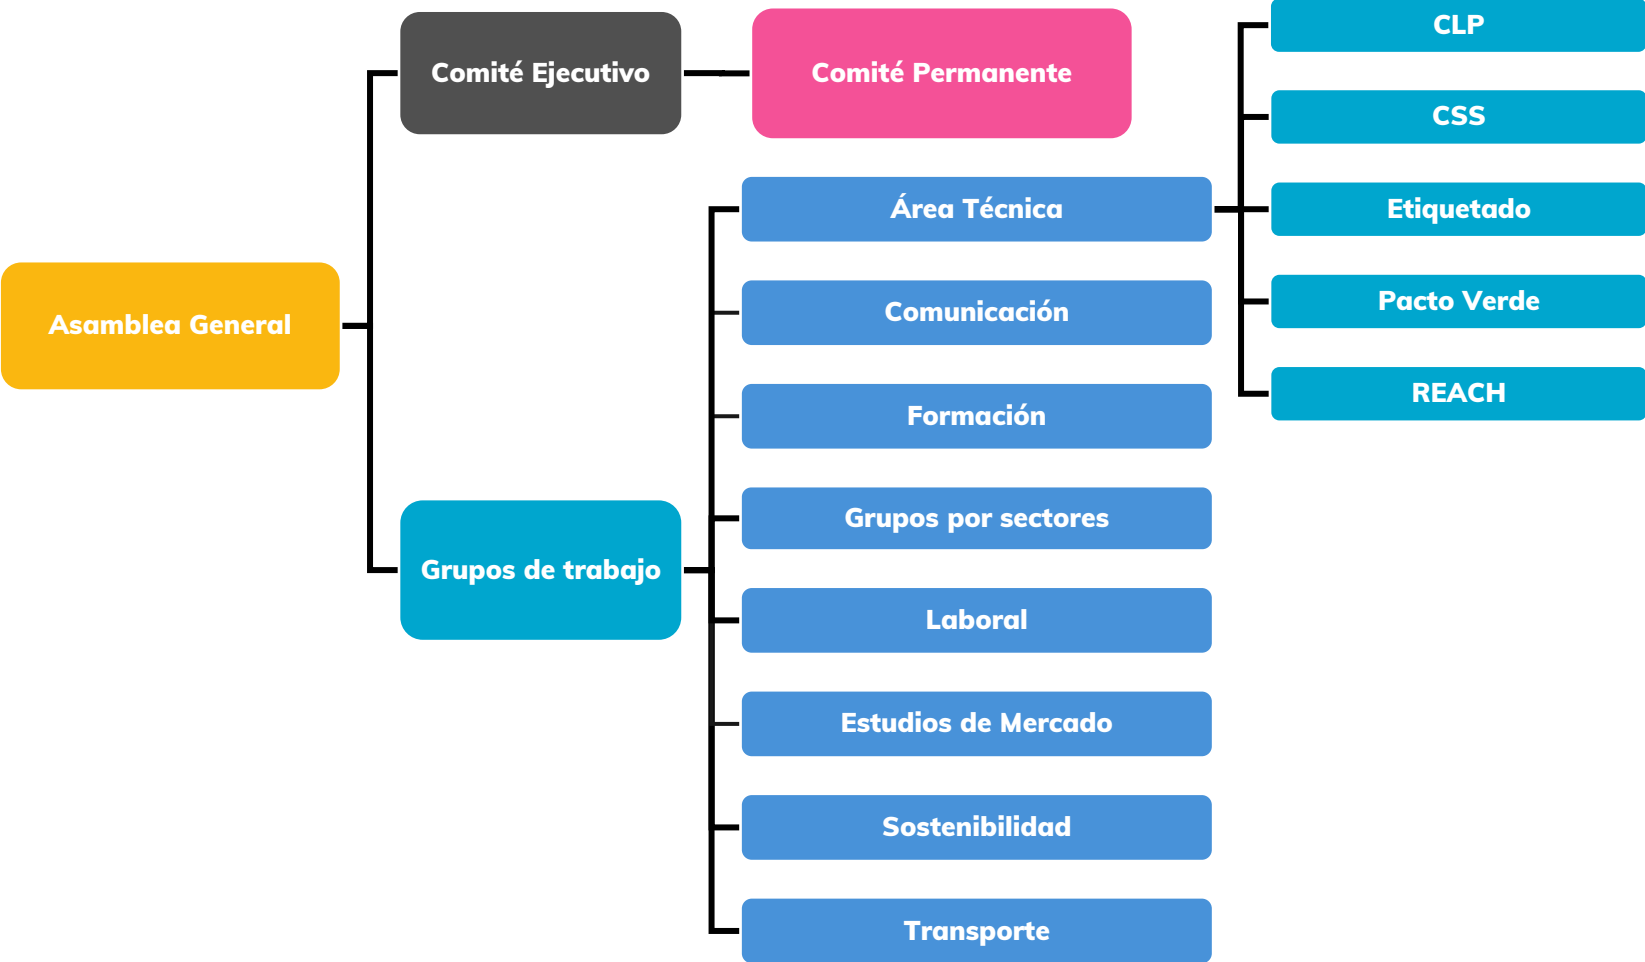 Asamblea General
Comité Ejecutivo
Comité Permanente
Grupos de trabajo
Área Técnica
Comunicación
Formación
Grupos por sectores
Laboral
Estudios de Mercado
Sostenibilidad
Transporte
CLP
CSS
Etiquetado
Pacto Verde
REACH